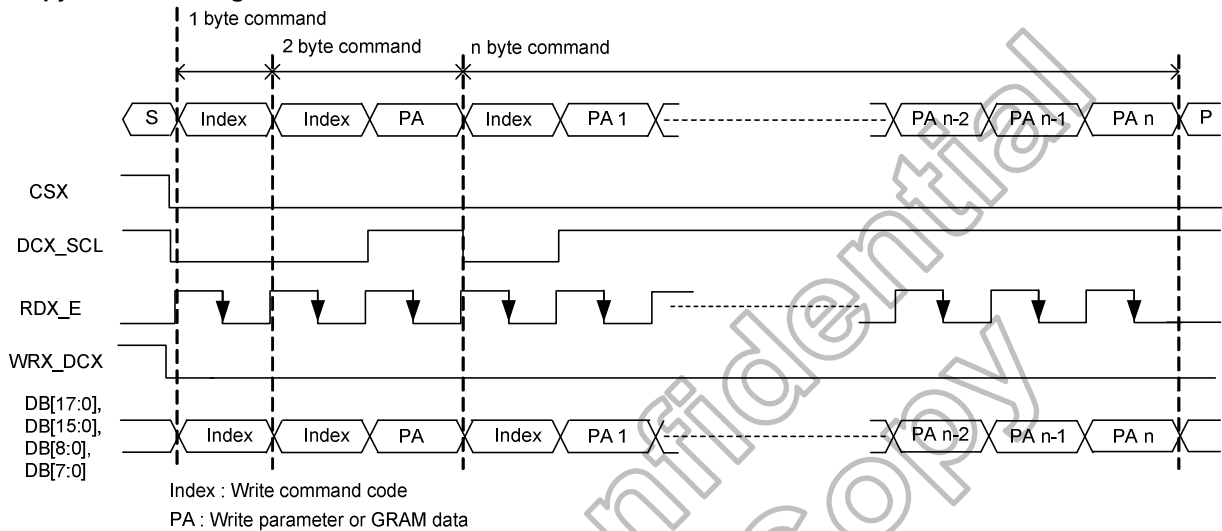 1 byte command
2 byte command
n byte command
S Index Index PA Index PA 1 PA n-2 PA n-1 PA n P
CSX
DCX_SCL
RDX_E
WRX_DCX
DB[17:0],
DB[15:0],
DB[8:0],
DB[7:0]
Index Index PA Index PA 1 PA n-2 PA n-1 PA n
Index : Write command code
PA : Write parameter or GRAM data
Confidential
Copy